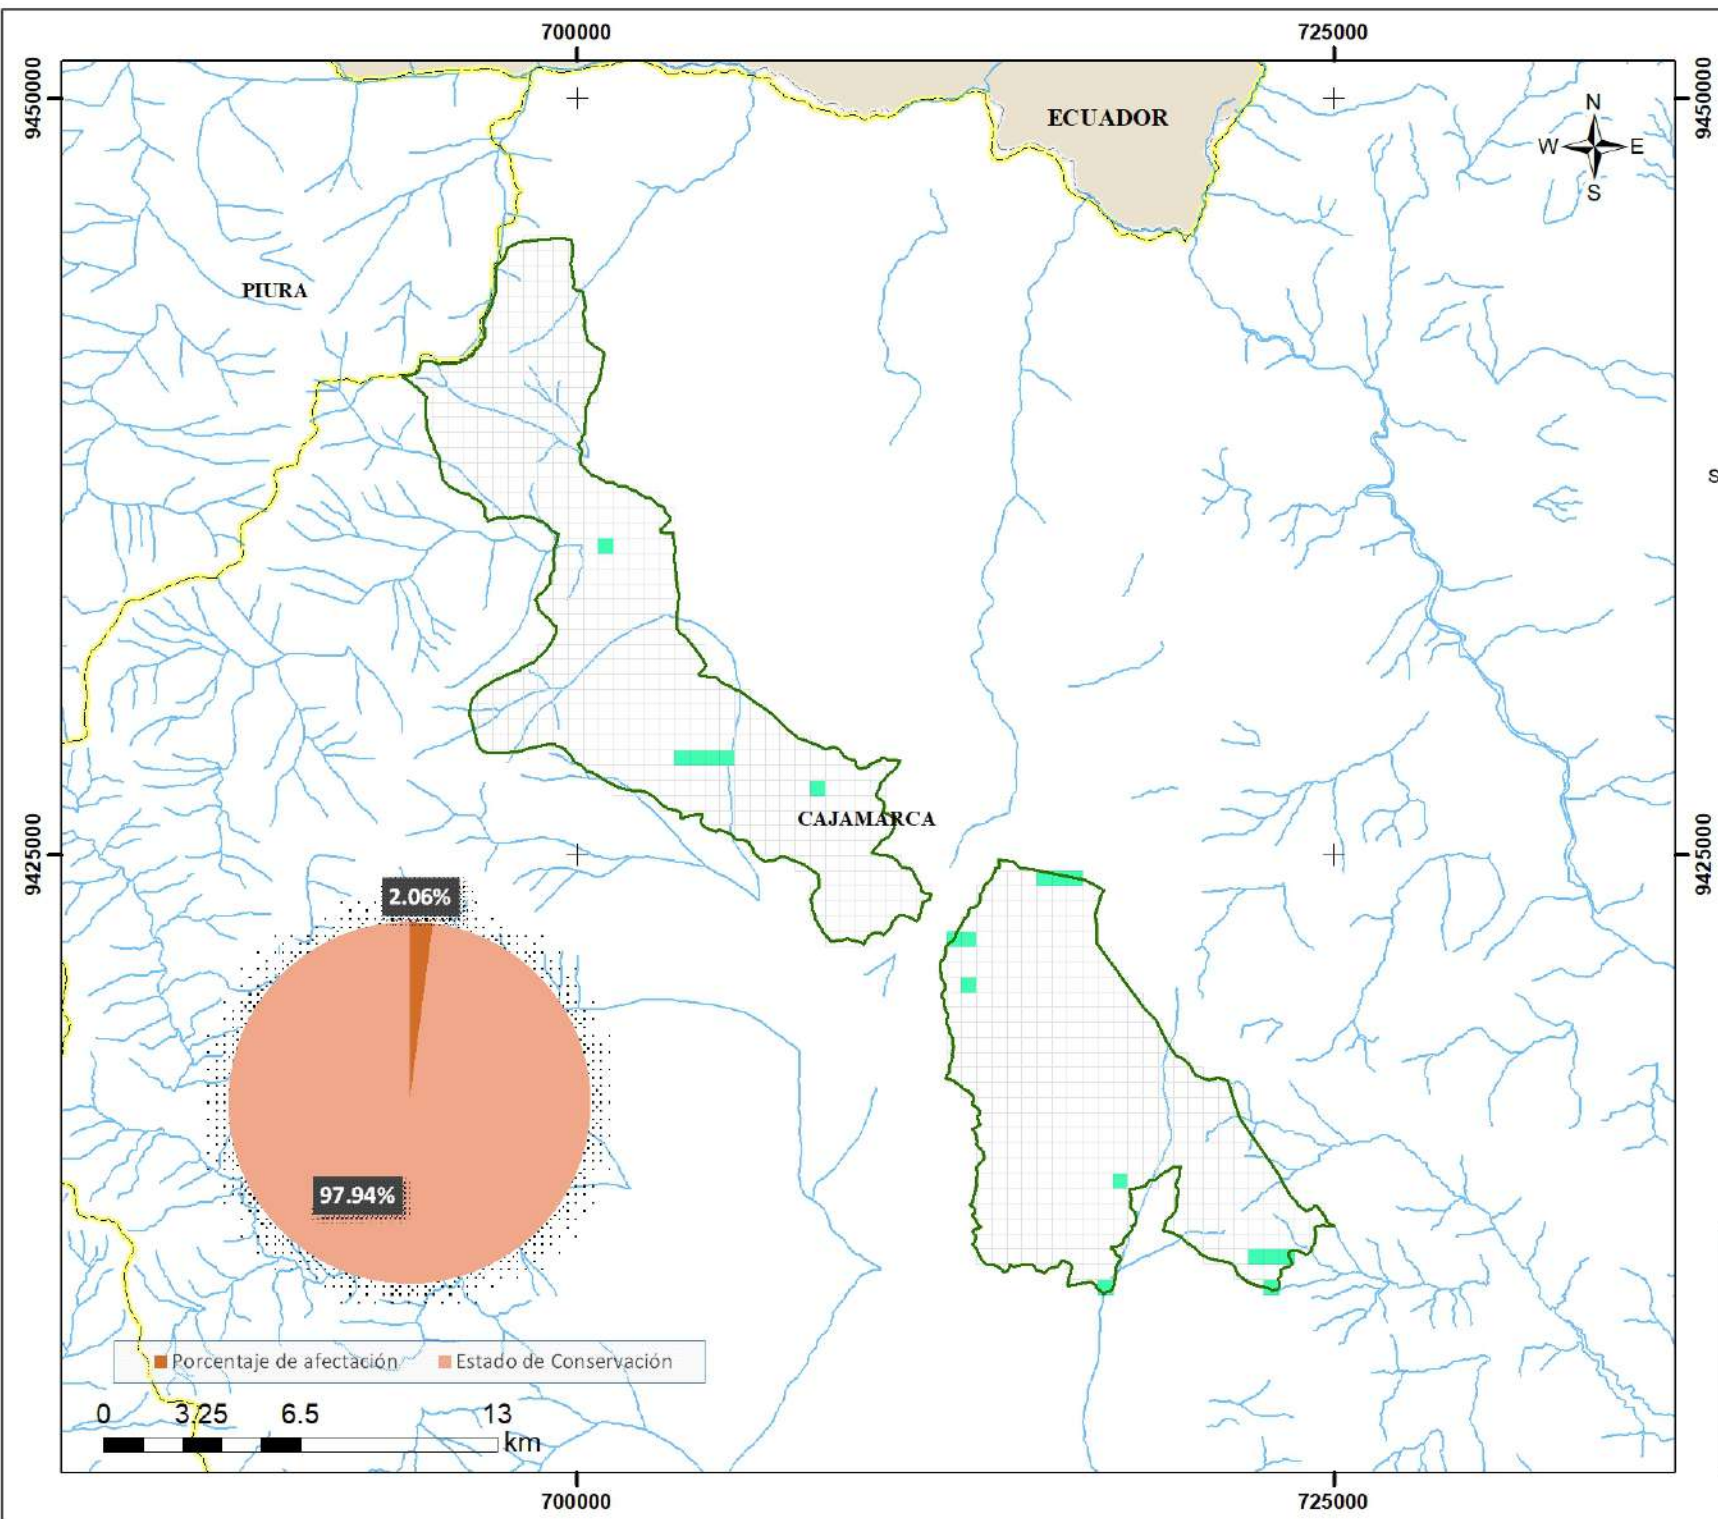 700000 725000
9450000 9450000
ECUADOR
N
W E
S
PIURA
S
CAJAMARCA
9425000 9425000
2.06%
97.94%
Porcentaje de afectación Estado de Conservación
0 3.25 6.5 13
km
700000 725000